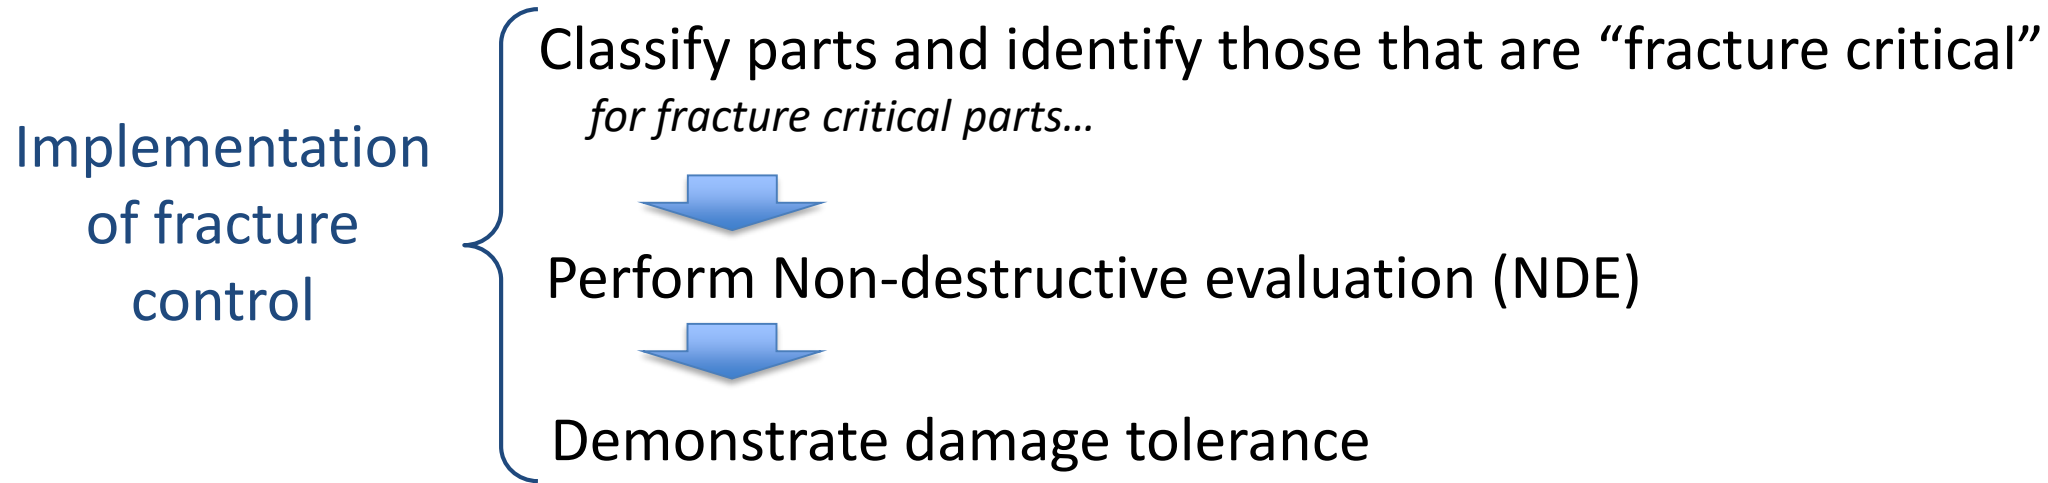 Implementation
of fracture
control
Classify parts and identify those that are “fracture critical”
for fracture critical parts...
Perform Non-destructive evaluation (NDE)
Demonstrate damage tolerance